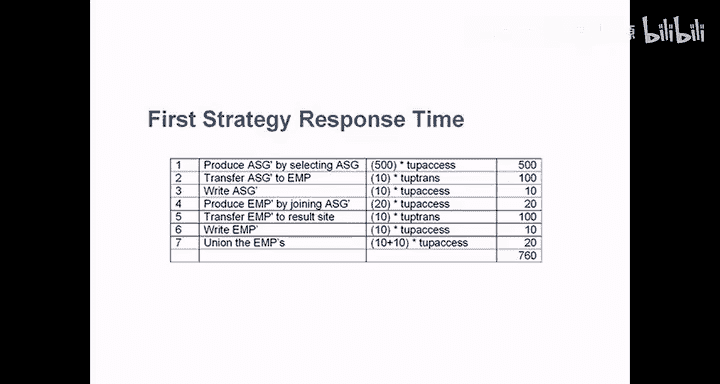 bilibili
First Strategy Response Time
1 Produce ASG' by selecting ASG (500) * tupaccess 500
2 Transfer ASG' to EMP (10) * tuptrans 100
3 Write ASG' (10) * tupaccess 10
4 Produce EMP' by joining ASG' (20) * tupaccess 20
5 Transfer EMP' to result site (10) * tuptrans 100
6 Write EMP' (10) * tupaccess 10
7 Union the EMP's (10+10) * tupaccess 20
760